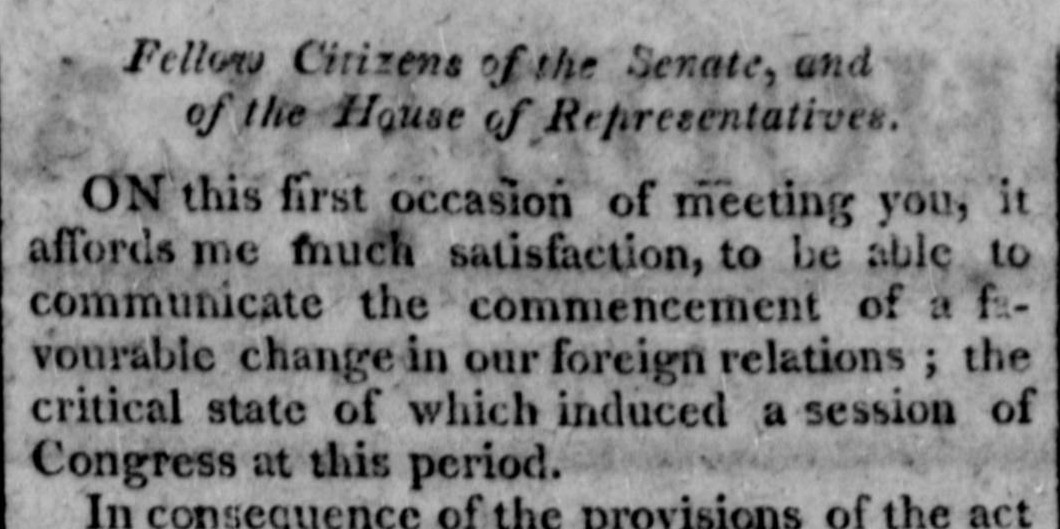 Fellow Citizens of the Senate, and
of the House of Representatives.
ON this first occasion of meeting you, it
affords me much satisfaction, to be able to
communicate the commencement of a fa-
vourable change in our foreign relations ; the
critical state of which induced a session of
Congress at this period.
In consequence of the provisions of the act